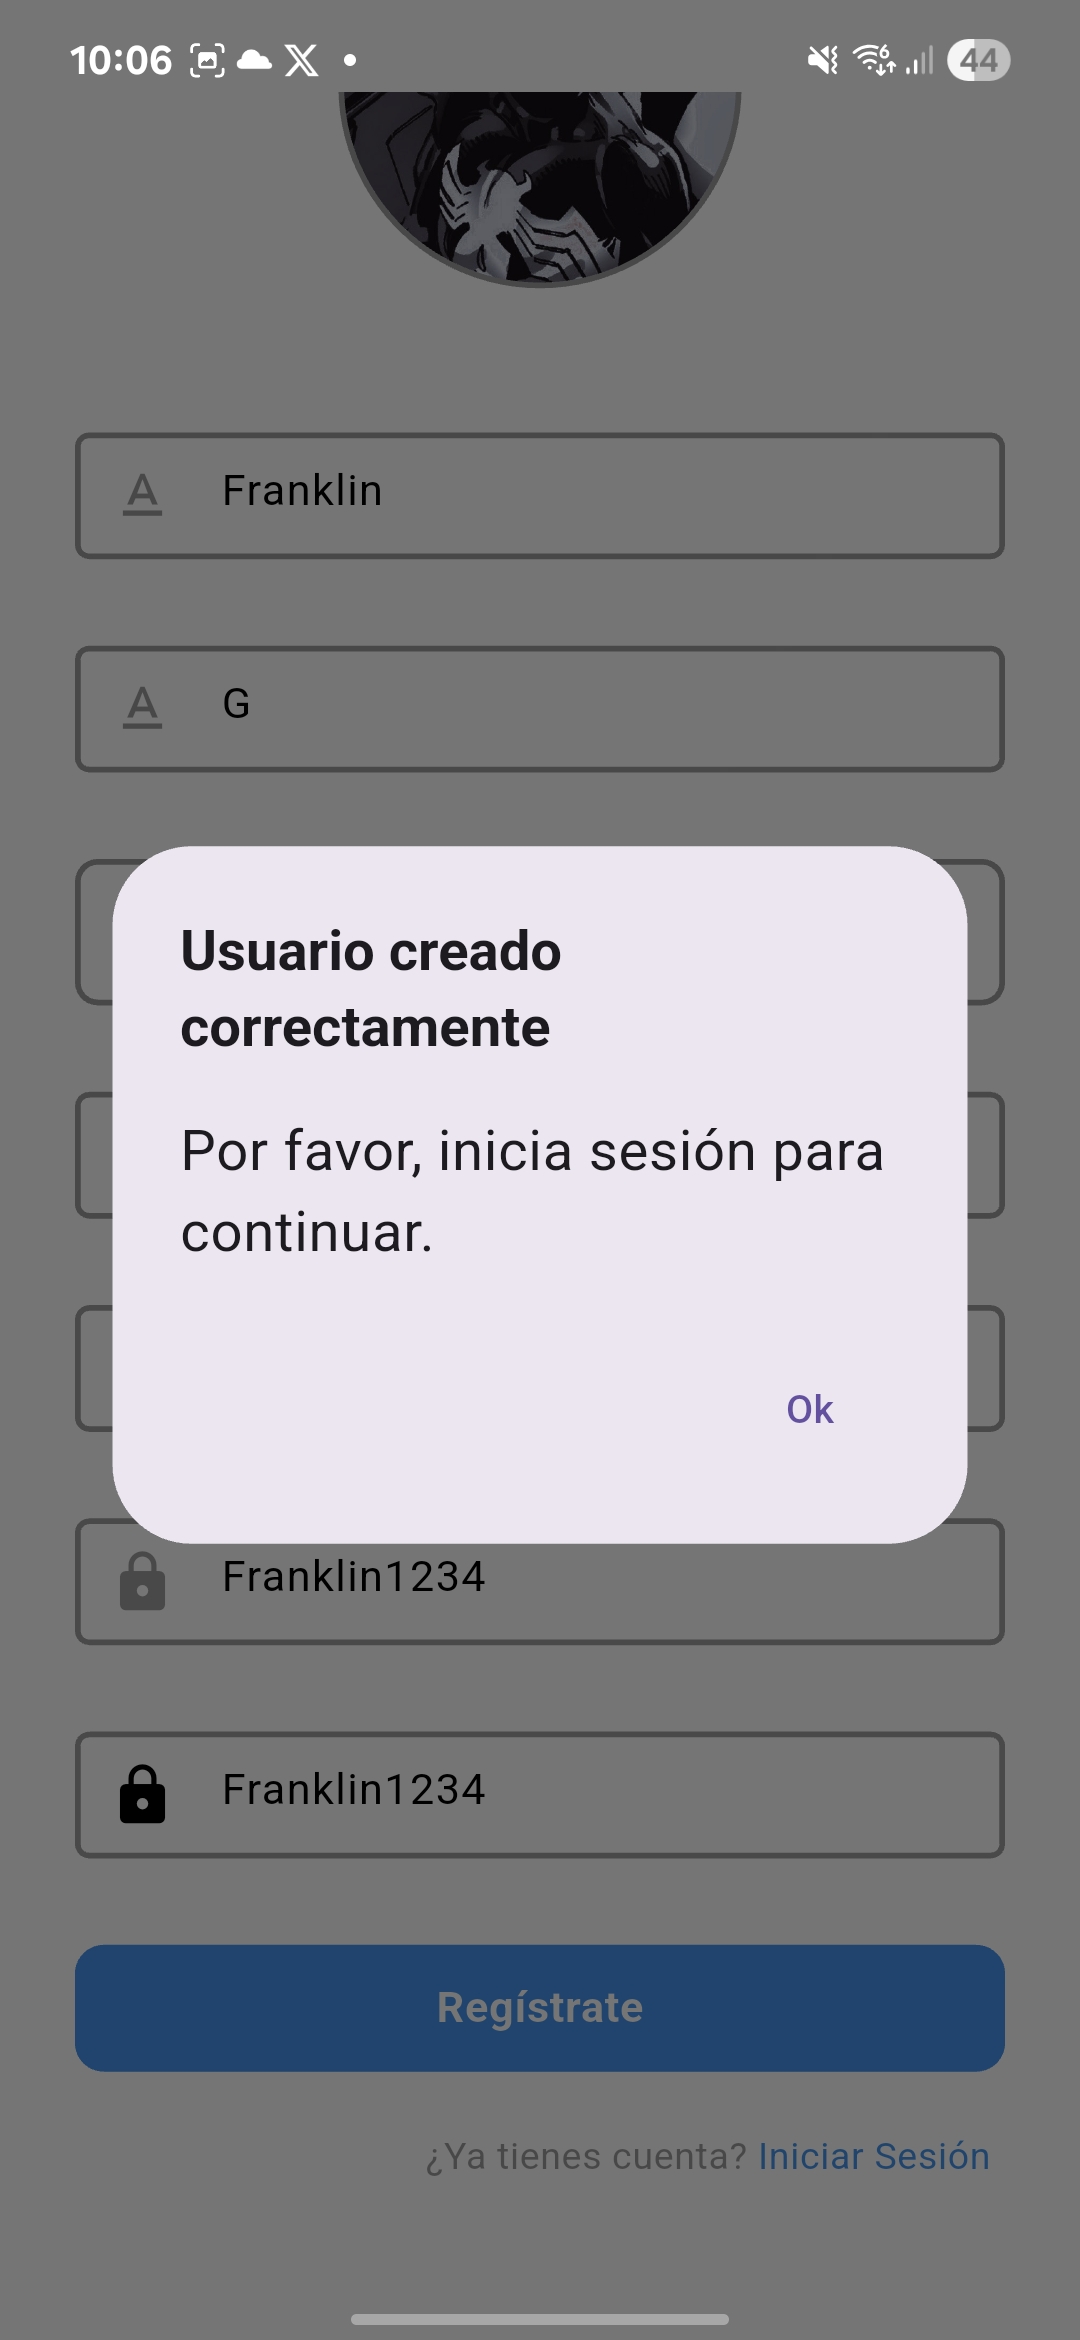 10:06
6
44
A Franklin
A G
Usuario creado
correctamente
Por favor, inicia sesión para
continuar.
Ok
Franklin1234
Franklin1234
Regístrate
¿Ya tienes cuenta? Iniciar Sesión